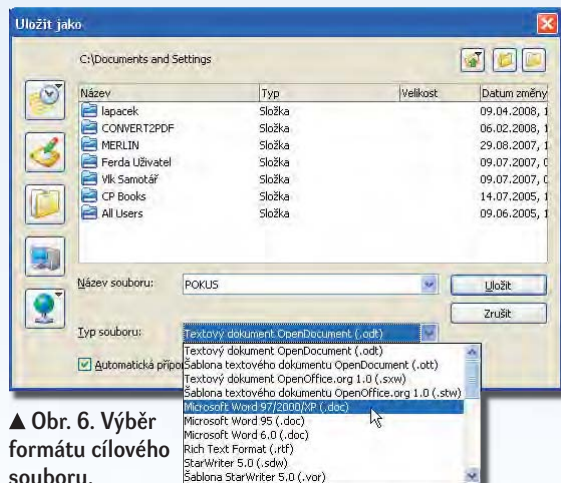 Uložit jako
C:\Documents and Settings
Název Typ Velikost Datum změny
lapacek Složka 09.04.2008, 1
CONVERT2PDF Složka 06.02.2008, 1
MERLIN Složka 29.08.2007, 1
Ferda Uživatel Složka 09.07.2007, 0
Vlk Samotář Složka 09.07.2007, 0
CP Books Složka 14.07.2005, 1
All Users Složka 09.06.2005, 1
Název souboru: POKUS Uložit
Zrušit
Typ souboru: Textový dokument OpenDocument (.odt)
Automatická přípo
Textový dokument OpenDocument (.odt)
Šablona textového dokumentu OpenDocument (.ott)
Textový dokument OpenOffice.org 1.0 (.sxw)
Šablona textového dokumentu OpenOffice.org 1.0 (.stw)
Microsoft Word 97/2000/XP (.doc)
Microsoft Word 95 (.doc)
Microsoft Word 6.0 (.doc)
Rich Text Format (.rtf)
StarWriter 5.0 (.sdw)
Šablona StarWriter 5.0 (.vor)
▲ Obr. 6. Výběr
formátu cílového
souboru.